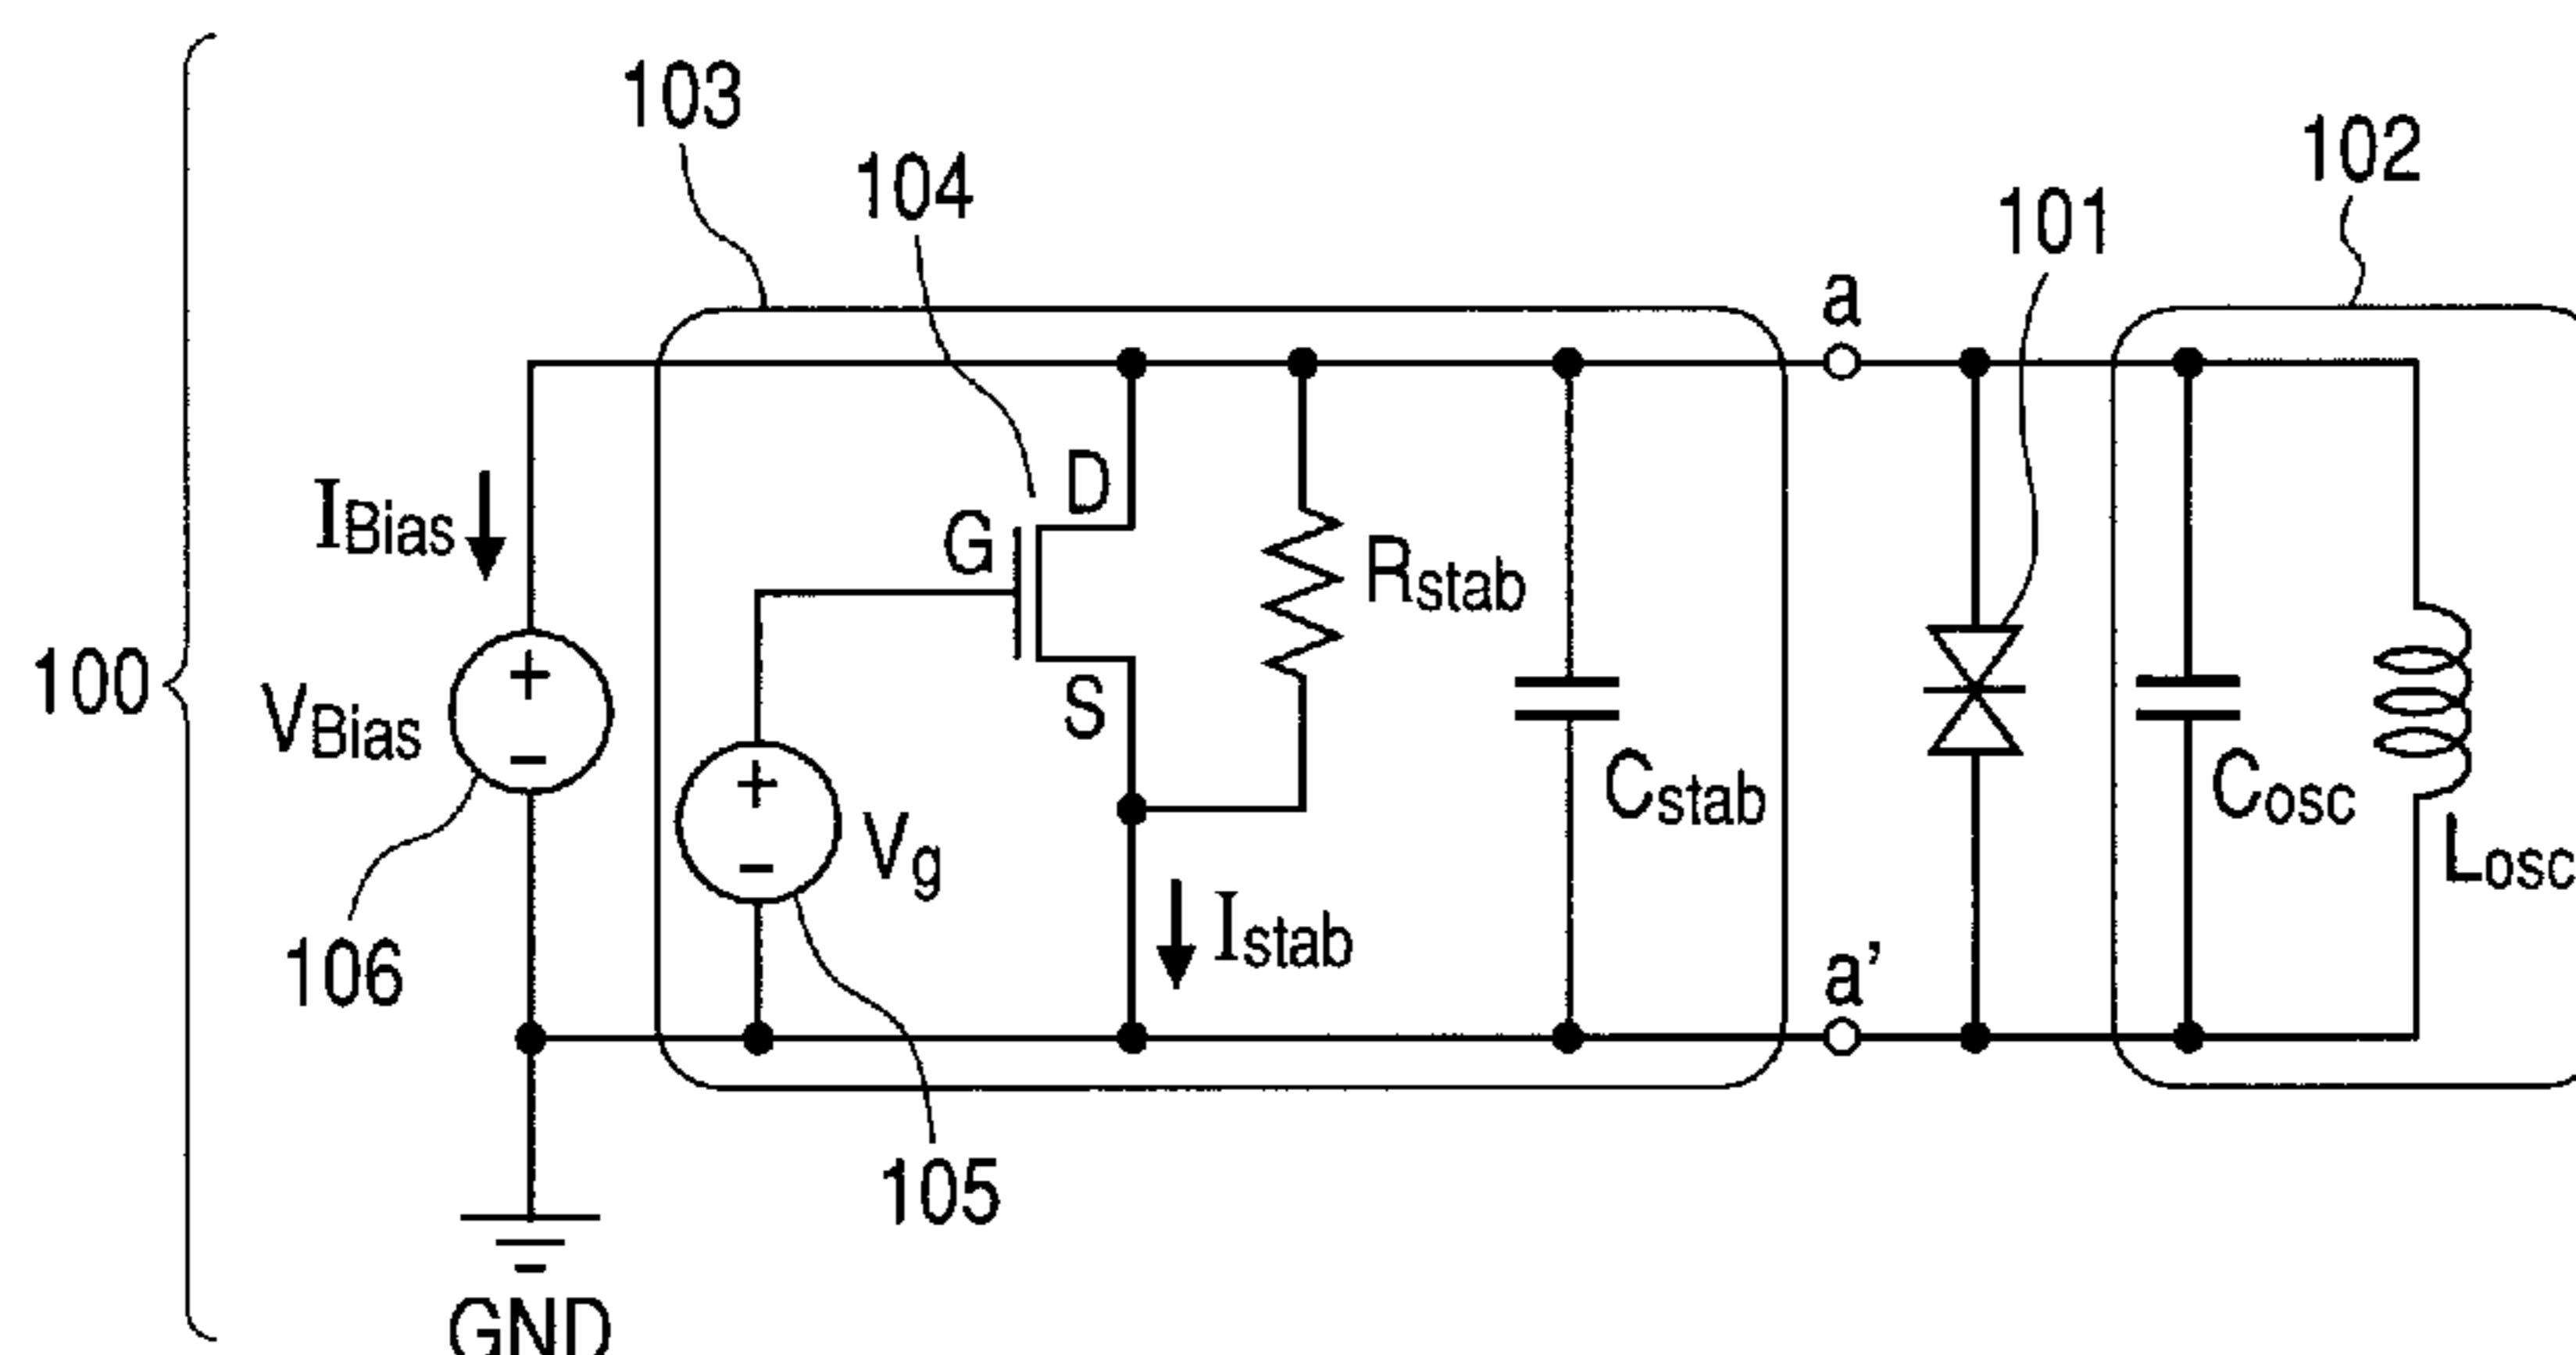 103
104
102
101
a
IBias
D
G
Rstab
100
+
VBias
−
S
+
Vg
−
Cstab
Cosc
Losc
Istab
a’
106
105
GND